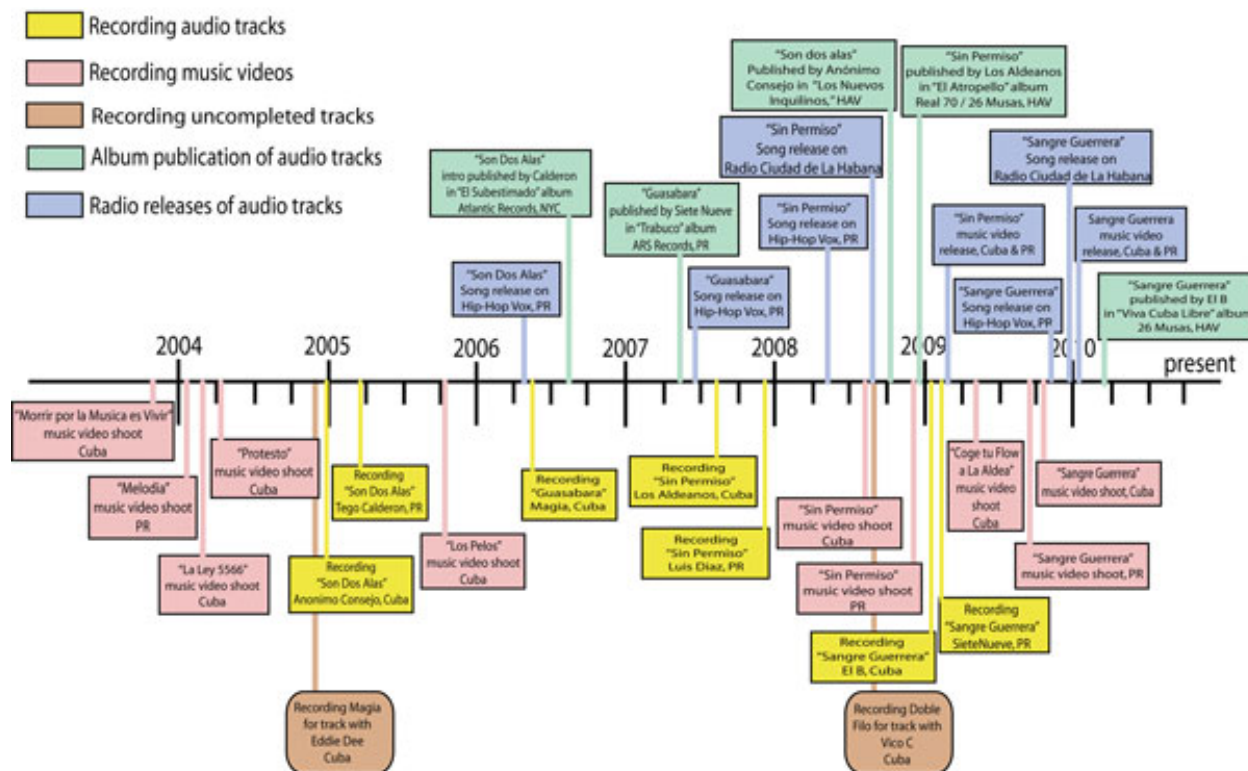 Recording audio tracks
Recording music videos
Recording uncompleted tracks
Album publication of audio tracks
Radio releases of audio tracks
"Son Dos Alas"
intro published by Calderon
in "El Subestimado" album
Atlantic Records, NYC
"Son Dos Alas"
Song release on
Hip-Hop Vox, PR
"Guasabara"
published by Siete Nueve
in "Trabuco" album
ARS Records, PR
"Guasabara"
Song release on
Hip-Hop Vox, PR
"Son dos alas"
Published by Anónimo
Consejo in "Los Nuevos
Inquilinos," HAV
"Sin Permiso"
Song release on
Radio Ciudad de La Habana
"Sin Permiso"
Song release on
Hip-Hop Vox, PR
"Sin Permiso"
published by Los Aldeanos
in "El Atropello" album
Real 70 / 26 Musas, HAV
"Sangre Guerrera"
Song release on
Radio Ciudad de La Habana
"Sin Permiso"
music video
release, Cuba & PR
Sangre Guerrera
music video
release, Cuba & PR
"Sangre Guerrera"
Song release on
Hip-Hop Vox, PR
"Sangre Guerrera"
published by El B
in "Viva Cuba Libre" album
26 Musas, HAV
2004
2005
2006
2007
2008
2009
2010
present
"Morrir por la Musica es Vivir"
music video shoot
Cuba
"Melodia"
music video shoot
PR
"La Ley 5566"
music video shoot
Cuba
"Protesto"
music video shoot
Cuba
Recording
"Son Dos Alas"
Tego Calderon, PR
Recording
"Son Dos Alas"
Anonimo Consejo, Cuba
"Los Pelos"
music video shoot
Cuba
Recording
"Guasabara"
Magia, Cuba
Recording
"Sin Permiso"
Los Aldeanos, Cuba
Recording
"Sin Permiso"
Luis Diaz, PR
"Sin Permiso"
music video shoot
Cuba
"Sin Permiso"
music video shoot
PR
Recording
"Sangre Guerrera"
El B, Cuba
Recording
"Sangre Guerrera"
SieteNueve, PR
"Coge tu Flow
a La Aldea"
music video
shoot
Cuba
"Sangre Guerrera"
music video shoot, Cuba
"Sangre Guerrera"
music video shoot, PR
Recording Magia
for track with
Eddie Dee
Cuba
Recording Doble
Filo for track with
Vico C
Cuba